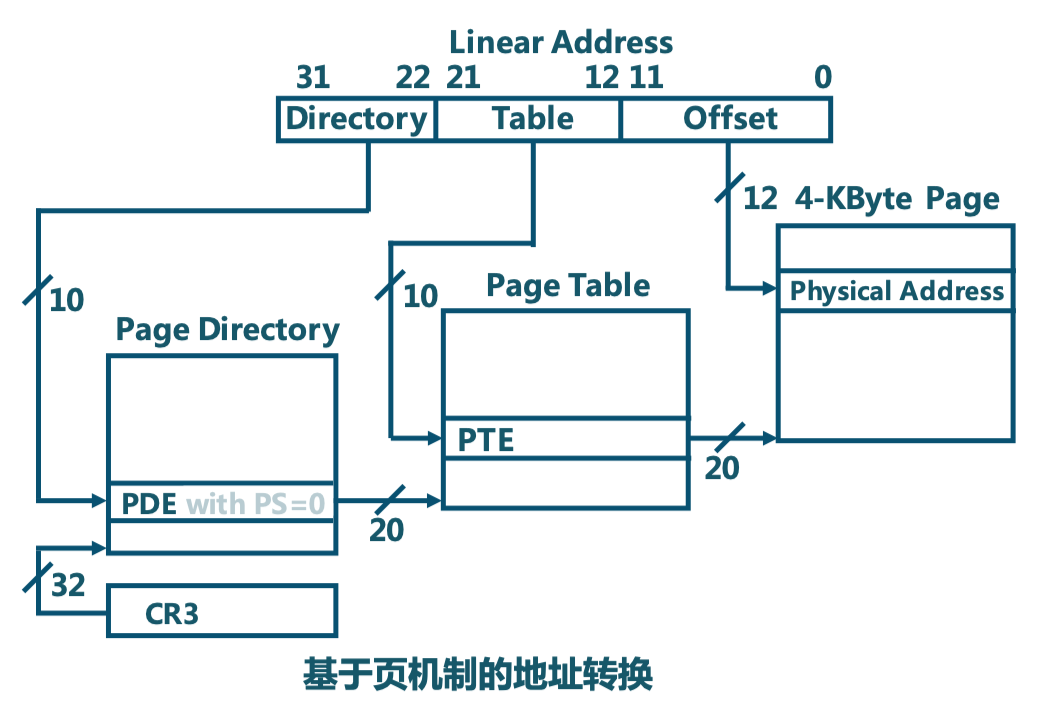 Linear Address
31 22 21 12 11 0
Directory Table Offset
12 4-KByte Page
10 10 Page Table Physical Address
Page Directory
PTE
20
PDE with PS=0
20
32
CR3
基于页机制的地址转换